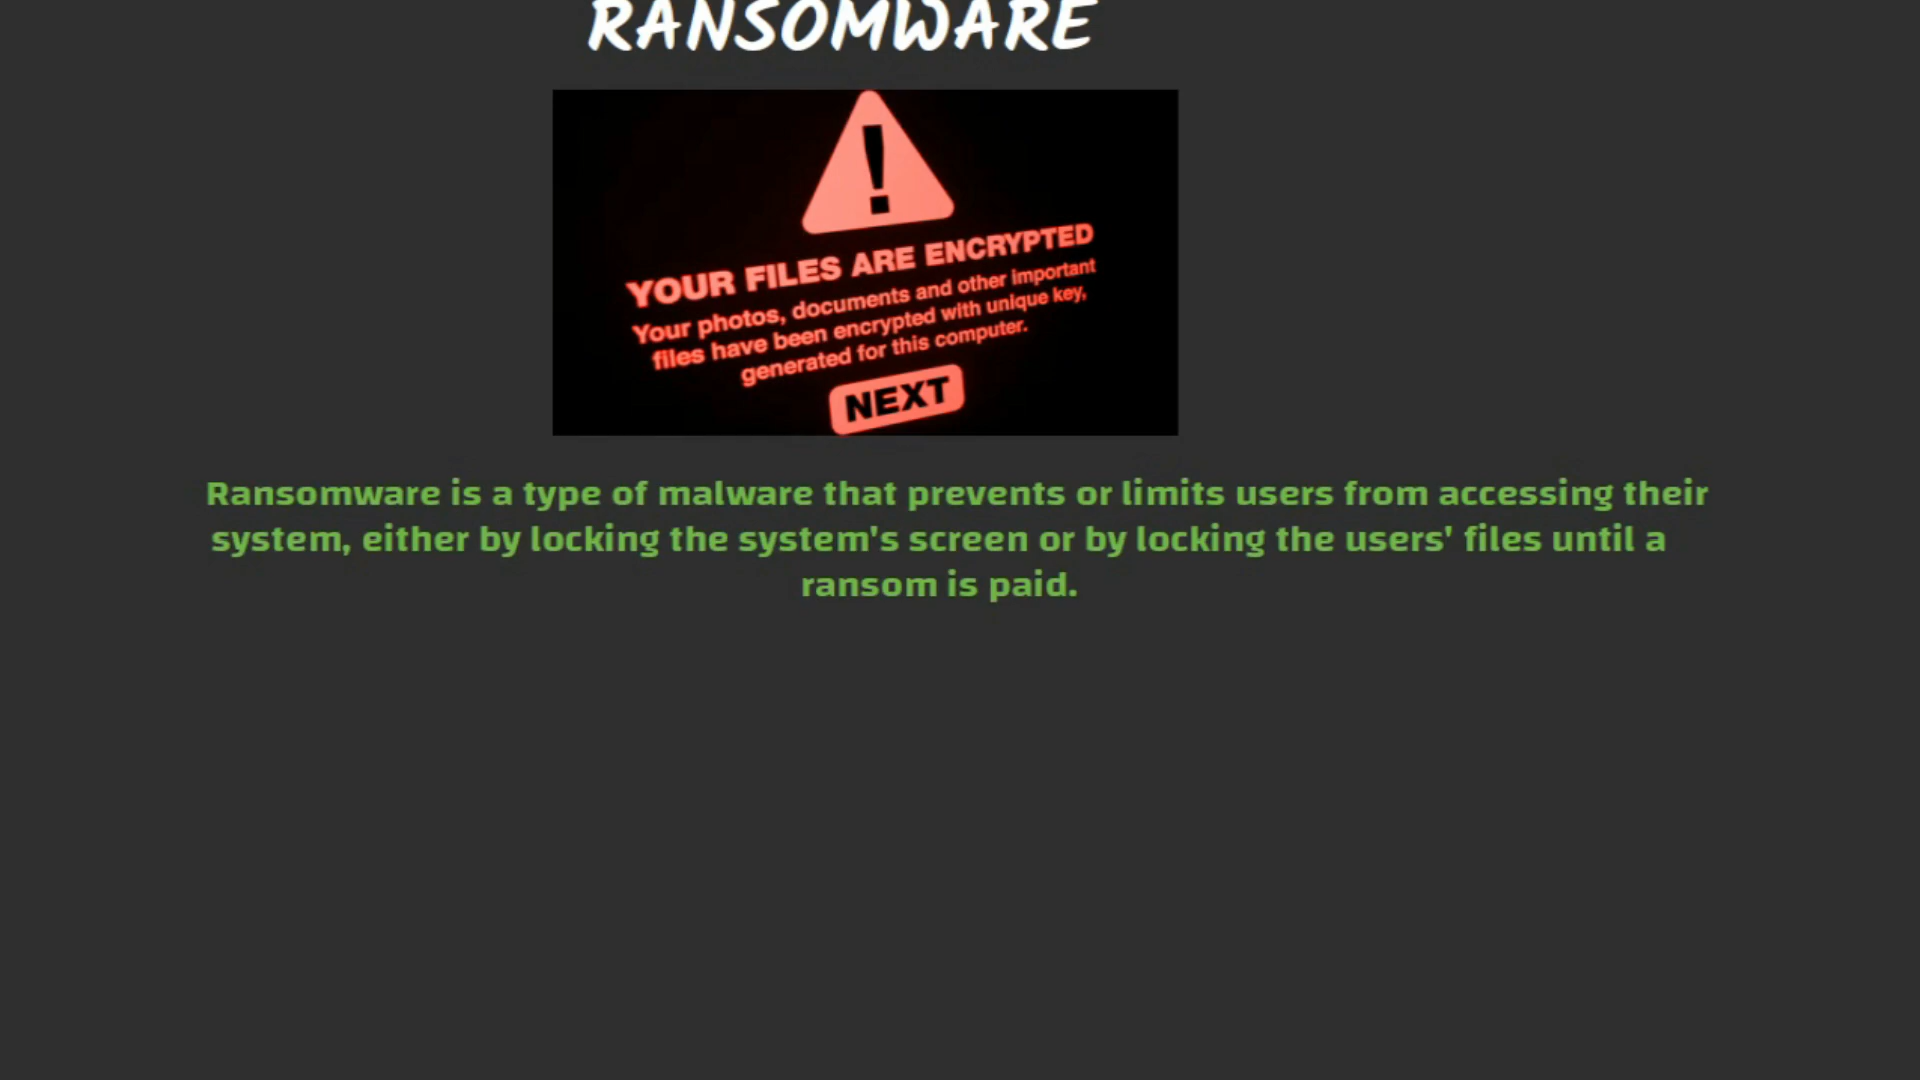 RANSOMWARE
!
YOUR FILES ARE ENCRYPTED
Your photos, documents and other important
files have been encrypted with unique key,
generated for this computer.
NEXT
Ransomware is a type of malware that prevents or limits users from accessing their
system, either by locking the system's screen or by locking the users' files until a
ransom is paid.